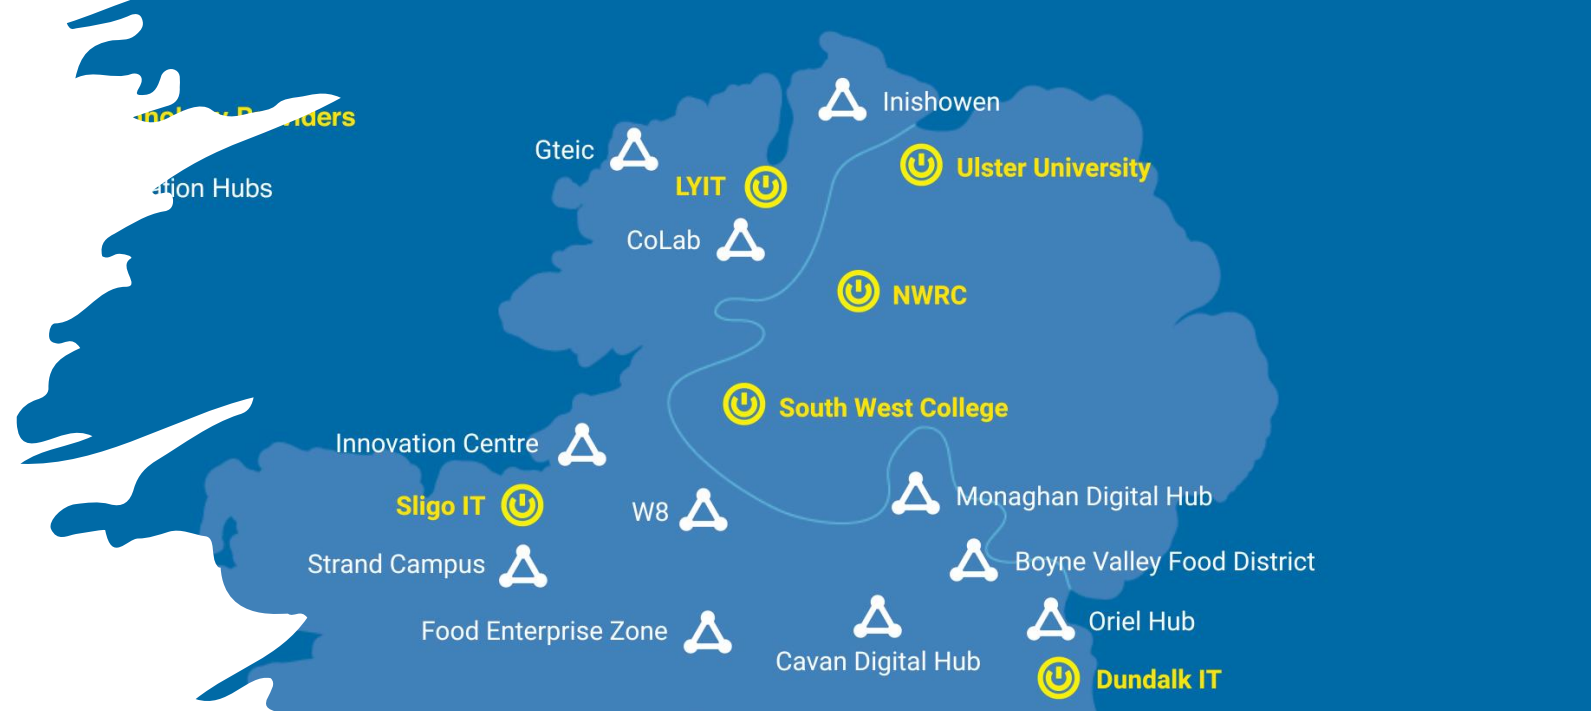 Inishowen
Gteic
Ulster University
LYIT
Hubs
CoLab
NWRC
South West College
Innovation Centre
Monaghan Digital Hub
Sligo IT
W8
Strand Campus
Boyne Valley Food District
Oriel Hub
Food Enterprise Zone
Cavan Digital Hub
Dundalk IT